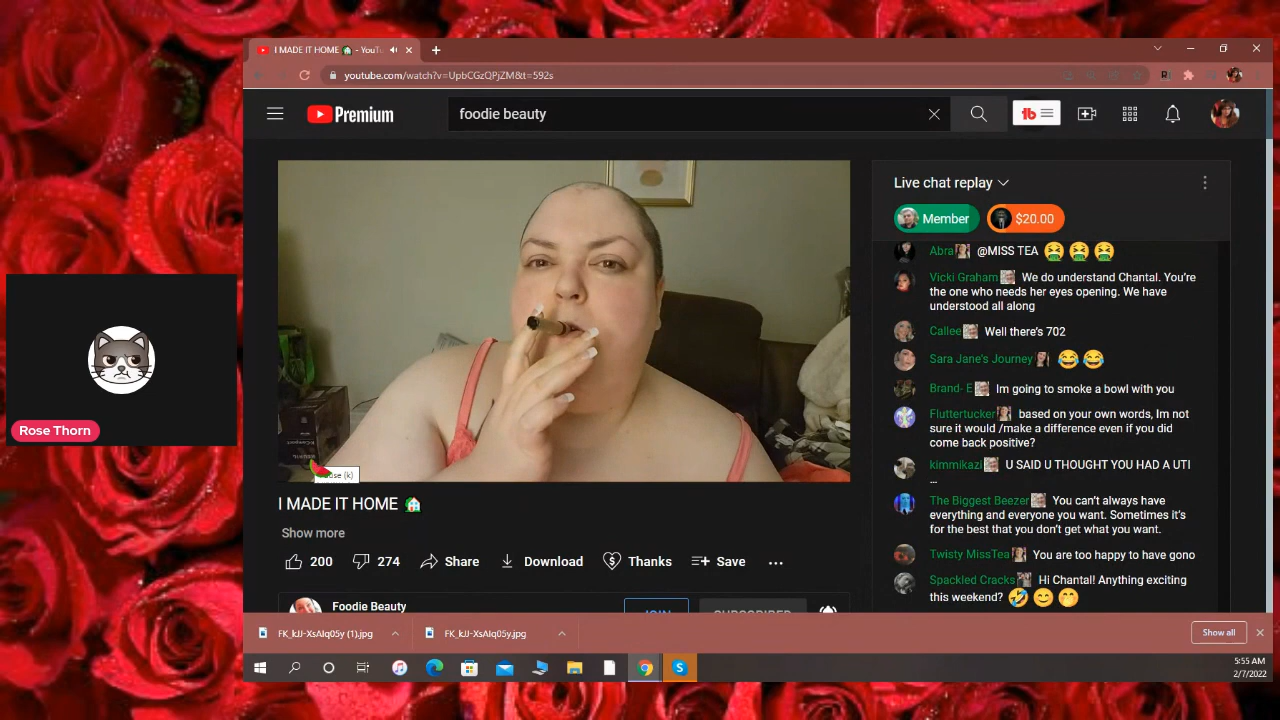 I MADE IT HOME 🏠 - YouTu
youtube.com/watch?v=UpbCGzQPjZM&t=592s
Premium
foodie beauty
Live chat replay
Member
$20.00
Abra @MISS TEA 🤮🤮🤮
Vicki Graham We do understand Chantal. You're
the one who needs her eyes opening. We have
understood all along
Callee Well there's 702
Sara Jane's Journey 😂😂
Brand- E Im going to smoke a bowl with you
Fluttertucker based on your own words, Im not
sure it would /make a difference even if you did
come back positive?
kimmikazi U SAID U THOUGHT YOU HAD A UTI
...
The Biggest Beezer You can't always have
everything and everyone you want. Sometimes it's
for the best that you don't get what you want.
Twisty MissTea You are too happy to have gono
Spackled Cracks Hi Chantal! Anything exciting
this weekend? 🤣😊🤭
Rose Thorn
(k)
I MADE IT HOME 🏠
Show more
200
274
Share
Download
Thanks
Save
Foodie Beauty
JOIN
SUBSCRIBED
FK_kJJ-XsAIq05y (1).jpg
FK_kJJ-XsAIq05y.jpg
Show all
5:55 AM
2/7/2022